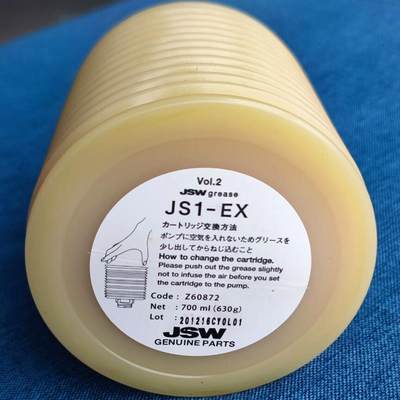 Vol.2
JSW grease
JS1-EX
カートリッジ交換方法
ポンプに空気を入れないためグリースを
少し出してからねじ込むこと
How to change the cartridge.
Please push out the grease slightly
not to infuse the air before you set
the cartridge to the pump.
Code : Z60872
Net : 700 ml (630g)
Lot : 201216CY0L01
JSW
GENUINE PARTS